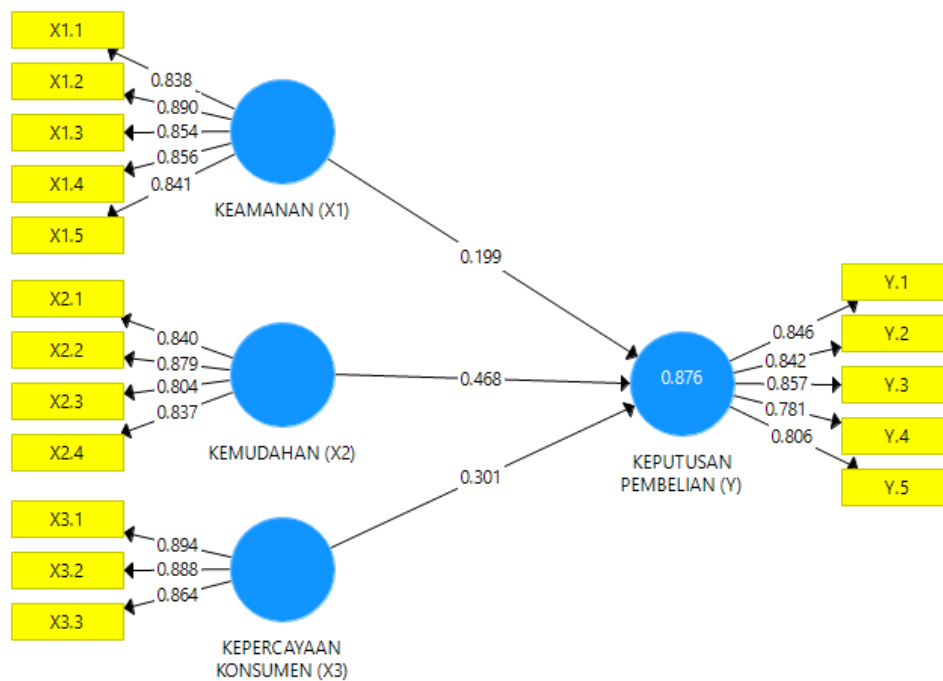 X1.1
X1.2
X1.3
X1.4
X1.5
0.838
0.890
0.854
0.856
0.841
KEAMANAN (X1)
0.199
X2.1
X2.2
X2.3
X2.4
0.840
0.879
0.804
0.837
KEMUDAHAN (X2)
0.468
X3.1
X3.2
X3.3
0.894
0.888
0.864
KEPERCAYAAN
KONSUMEN (X3)
0.301
0.876
KEPUTUSAN
PEMBELIAN (Y)
0.846
0.842
0.857
0.781
0.806
Y.1
Y.2
Y.3
Y.4
Y.5